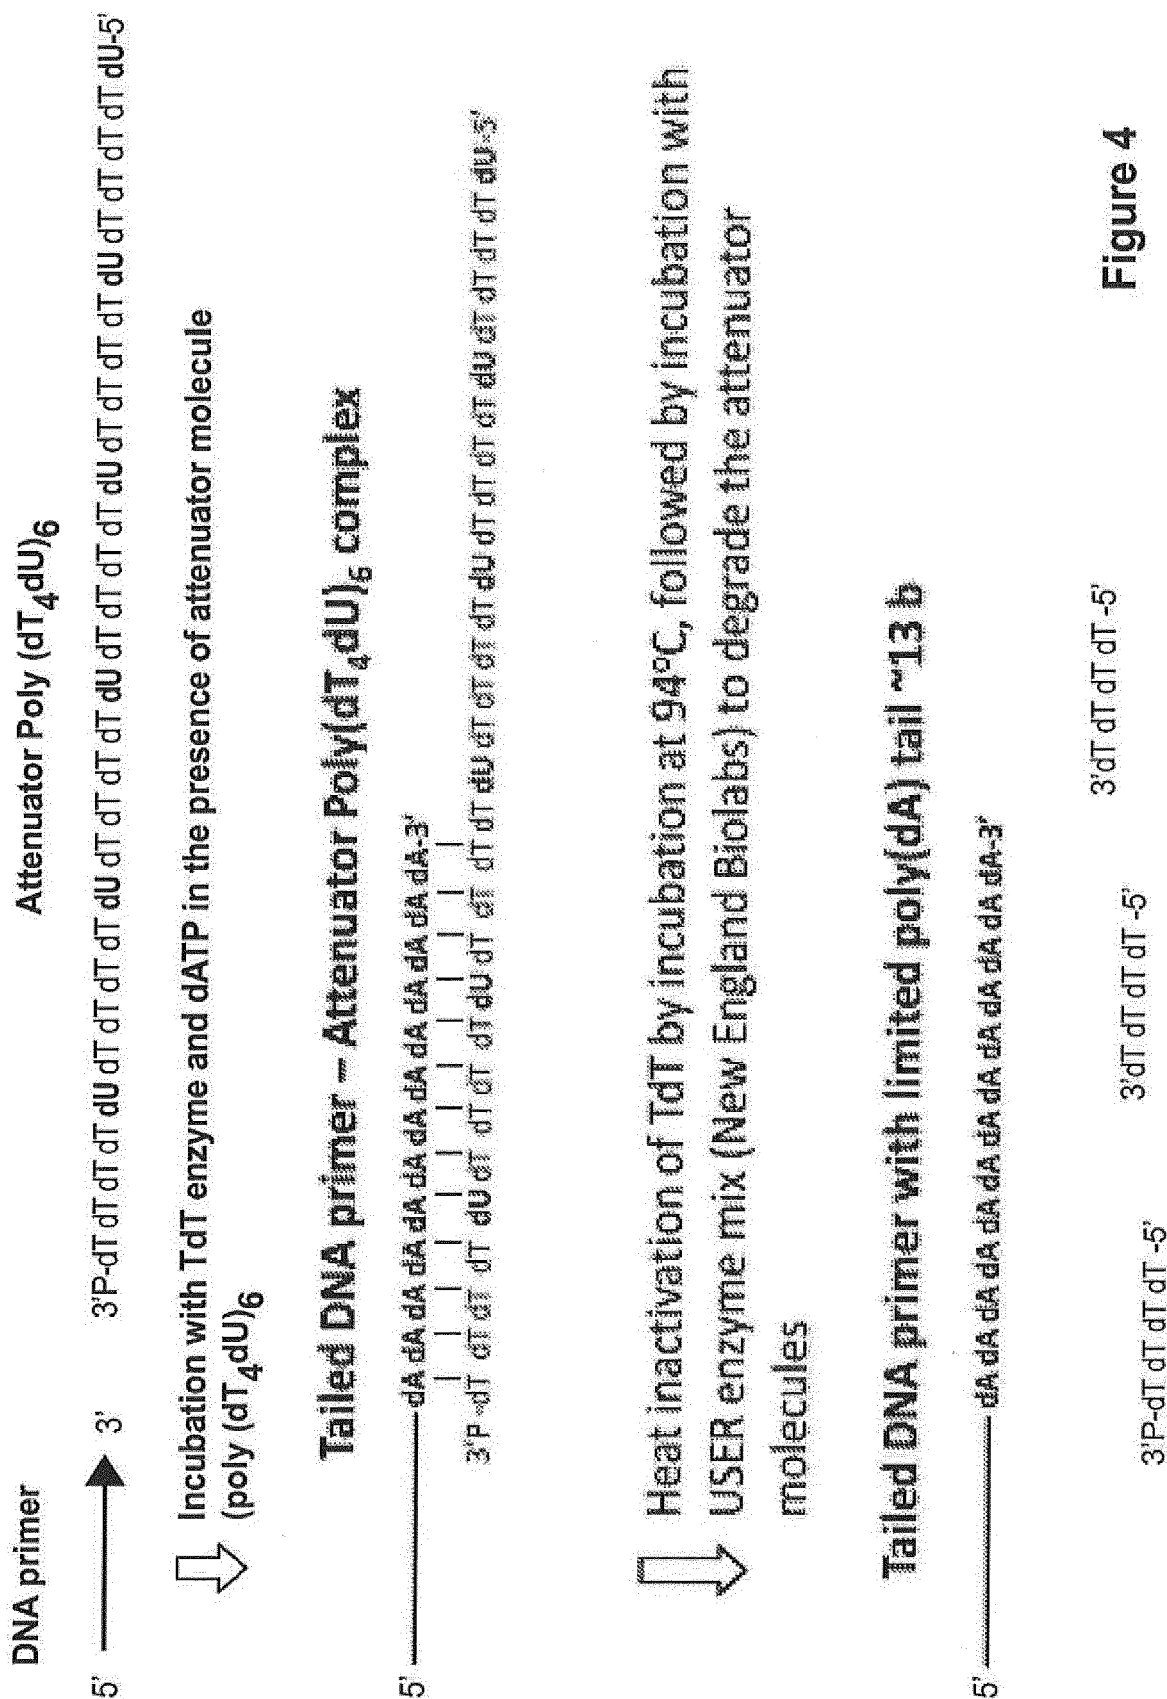 DNA primer
Attenuator Poly (dT4dU)6
5' 3' 3'P-dT dT dT dT dU dT dT dT dT dU dT dT dT dT dU dT dT dT dT dU dT dT dT dT dU dT dT dT dT dU-5'
Incubation with TdT enzyme and dATP in the presence of attenuator molecule
(poly (dT4dU)6
Tailed DNA primer – Attenuator Poly(dT4dU)6 complex
5' dA dA dA dA dA dA dA dA dA dA dA dA dA-3'
3'P -dT dT dT dT dU dT dT dT dT dU dT dT dT dT dU dT dT dT dT dU dT dT dT dT dU dT dT dT dT dU-5'
Heat inactivation of TdT by incubation at 94ºC, followed by incubation with
USER enzyme mix (New England Biolabs) to degrade the attenuator
molecules
Tailed DNA primer with limited poly(dA) tail ~13 b
5' dA dA dA dA dA dA dA dA dA dA dA dA dA-3'
3'P-dT dT dT dT -5'
3'dT dT dT dT -5'
3'dT dT dT dT -5'
Figure 4